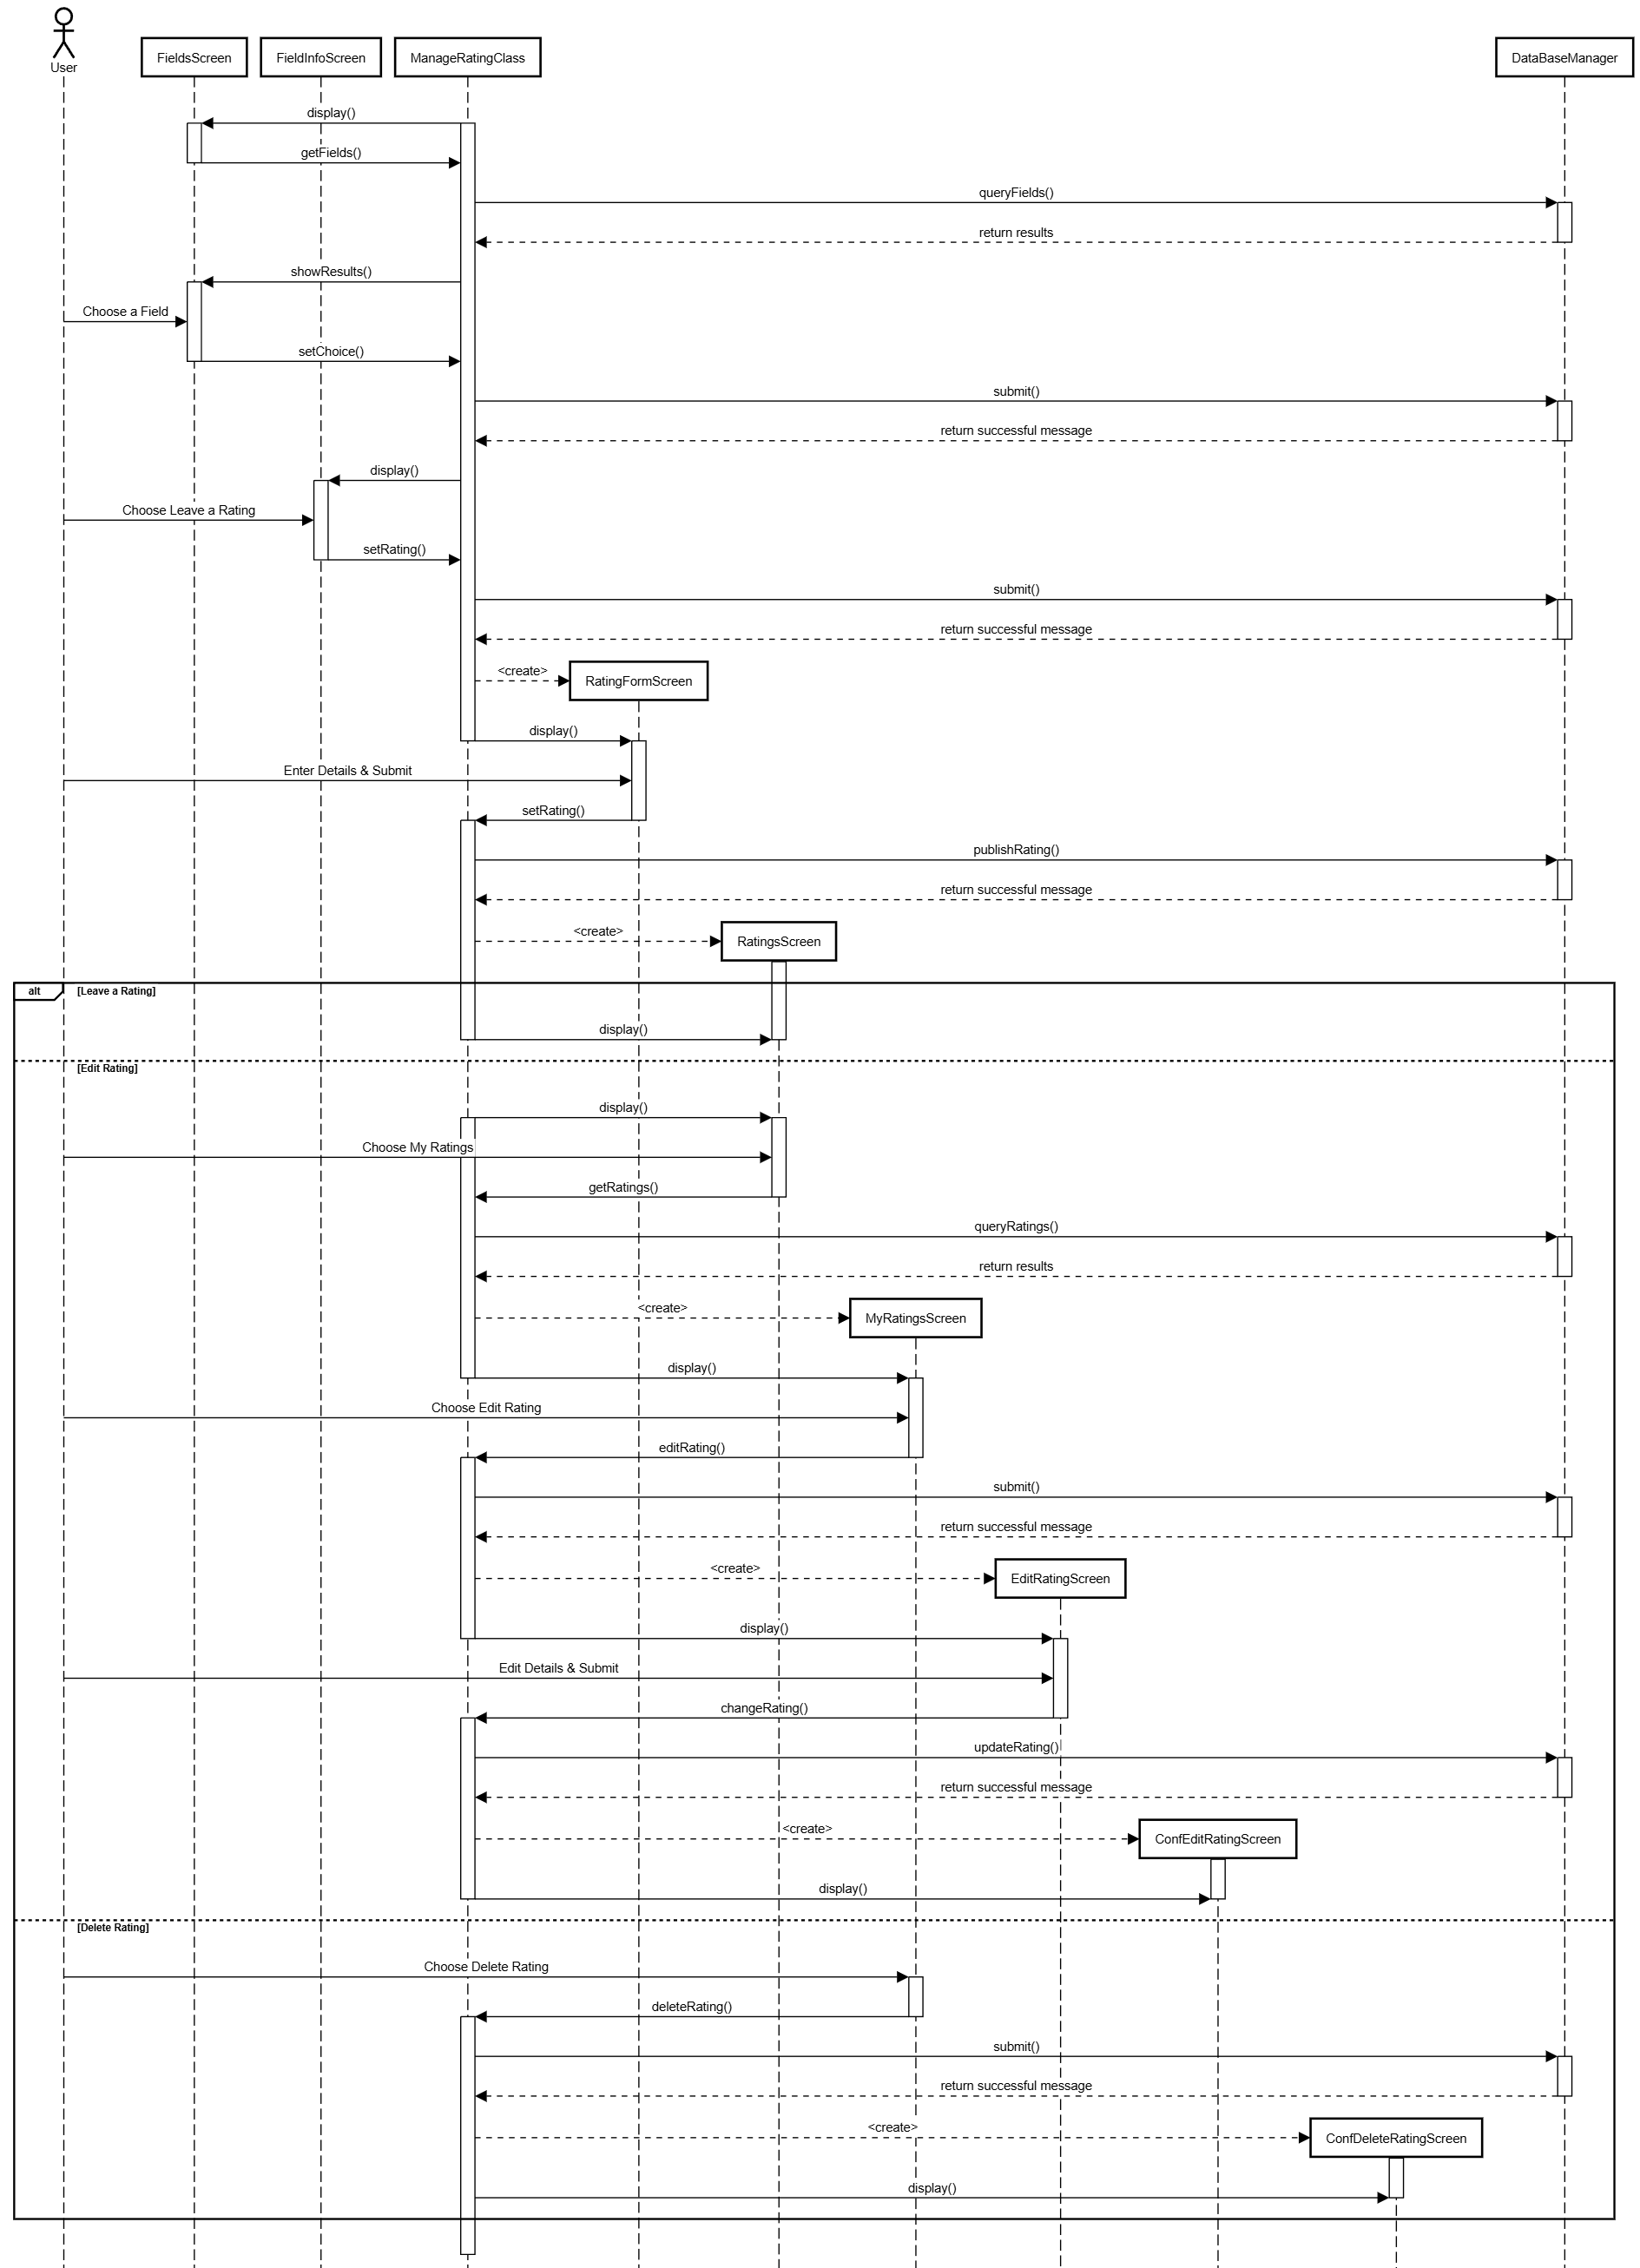 User
FieldsScreen
FieldInfoScreen
ManageRatingClass
DataBaseManager
display()
getFields()
queryFields()
return results
showResults()
Choose a Field
setChoice()
submit()
return successful message
display()
Choose Leave a Rating
setRating()
submit()
return successful message
<create>
RatingFormScreen
display()
Enter Details & Submit
setRating()
publishRating()
return successful message
<create>
RatingsScreen
alt
[Leave a Rating]
display()
[Edit Rating]
display()
Choose My Ratings
getRatings()
queryRatings()
return results
<create>
MyRatingsScreen
display()
Choose Edit Rating
editRating()
submit()
return successful message
<create>
EditRatingScreen
display()
Edit Details & Submit
changeRating()
updateRating()
return successful message
<create>
ConfEditRatingScreen
display()
[Delete Rating]
Choose Delete Rating
deleteRating()
submit()
return successful message
<create>
ConfDeleteRatingScreen
display()